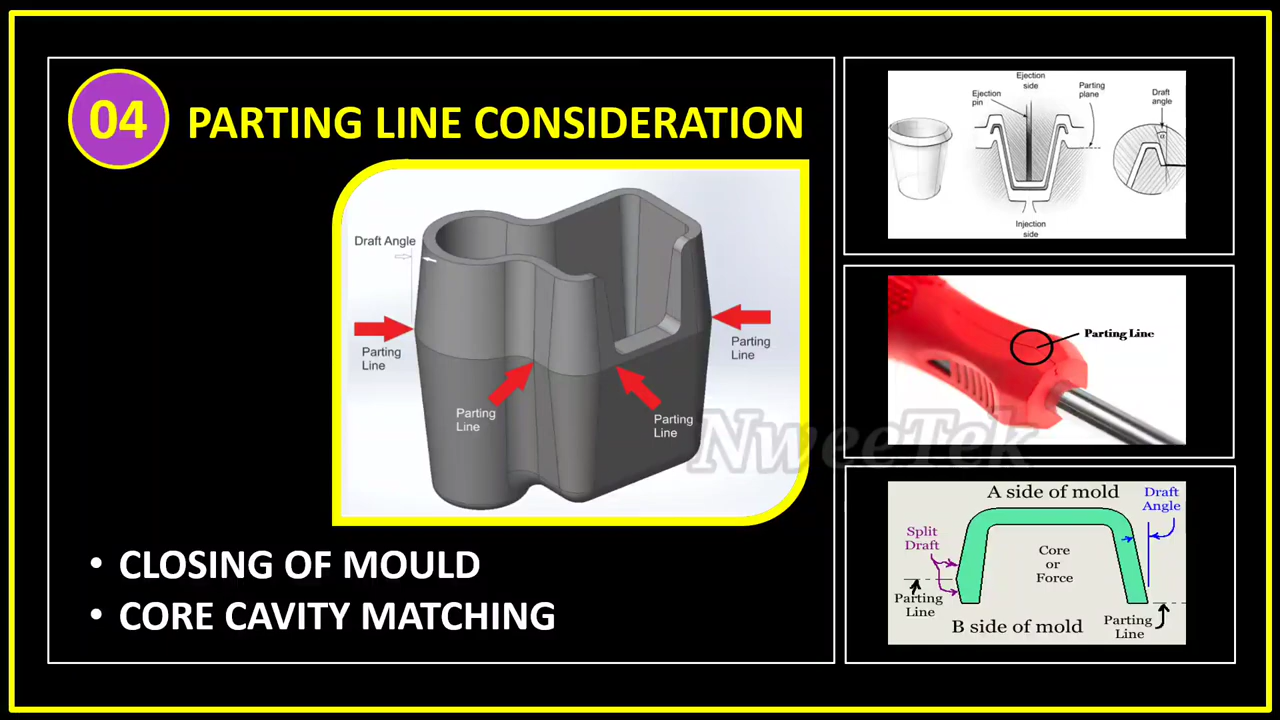 04
PARTING LINE CONSIDERATION
Draft Angle
Parting
Line
Parting
Line
Parting
Line
Parting
Line
CLOSING OF MOULD
CORE CAVITY MATCHING
NweeTek
Ejection
side
Ejection
pin
Parting
plane
Draft
angle
α
Injection
side
Parting Line
A side of mold
Draft
Angle
Split
Draft
Core
or
Force
Parting
Line
B side of mold
Parting
Line